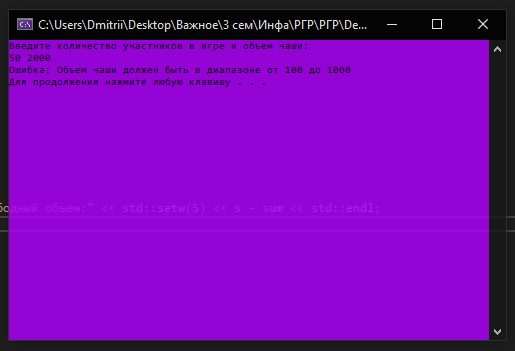 C:\Users\Dmitrii\Desktop\Важное\3 сем\Инфа\РГР\РГР\De...
Введите количество участников в игре и объем чаши:
50 2000
Ошибка: Объем чаши должен быть в диапазоне от 100 до 1000
Для продолжения нажмите любую клавишу . . .
бодный объем:" << std::setw(5) << s - sum << std::endl;